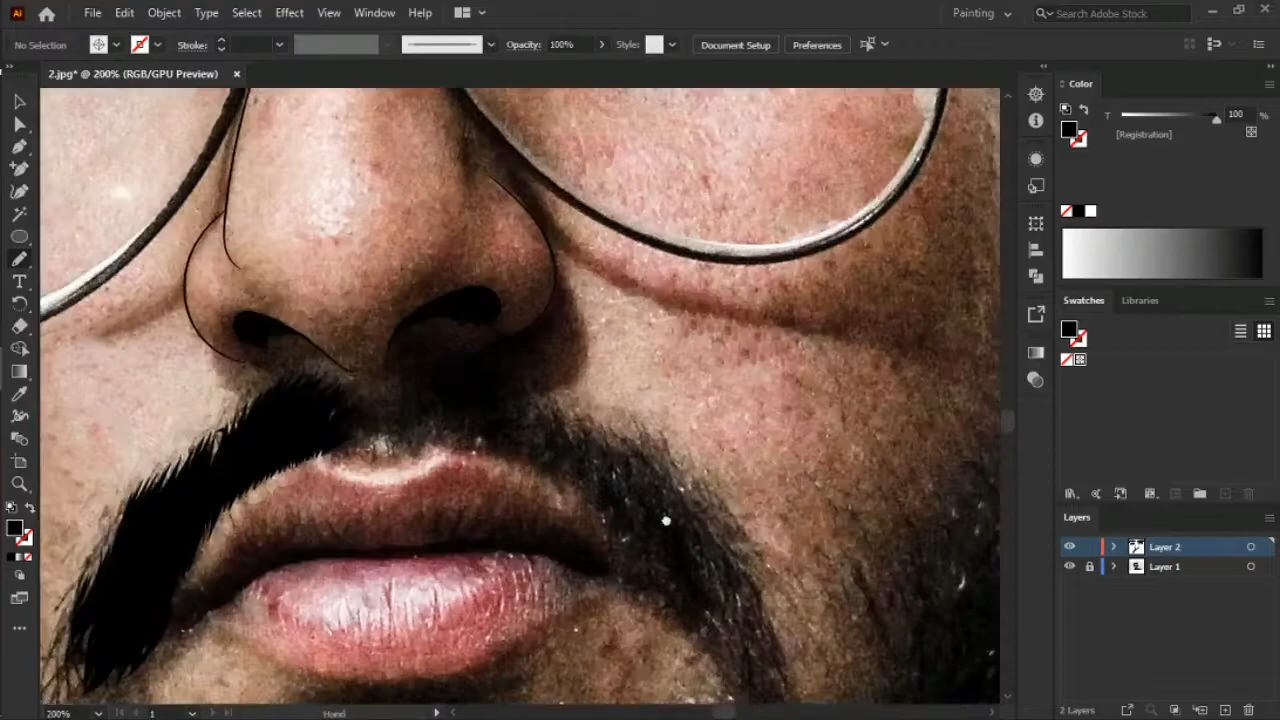 Ai File Edit Object Type Select Effect View Window Help Painting Search Adobe Stock
No Selection Stroke: Opacity: 100% Style: Document Setup Preferences
2.jpg* @ 200% (RGB/GPU Preview) ×
Color
T 100 %
[Registration]
Swatches Libraries
Layers
Layer 2
Layer 1
2 Layers
200% 1 Hand